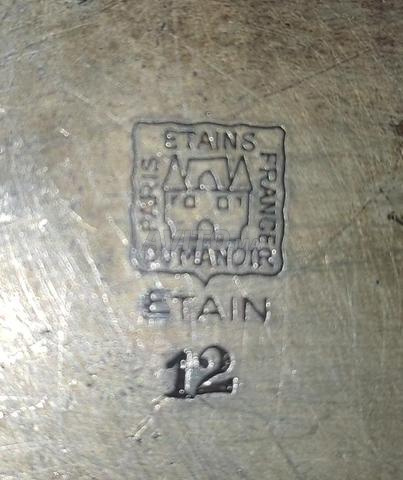 ETAINS
PARIS
FRANCE
DU MANOIR
ETAIN
12